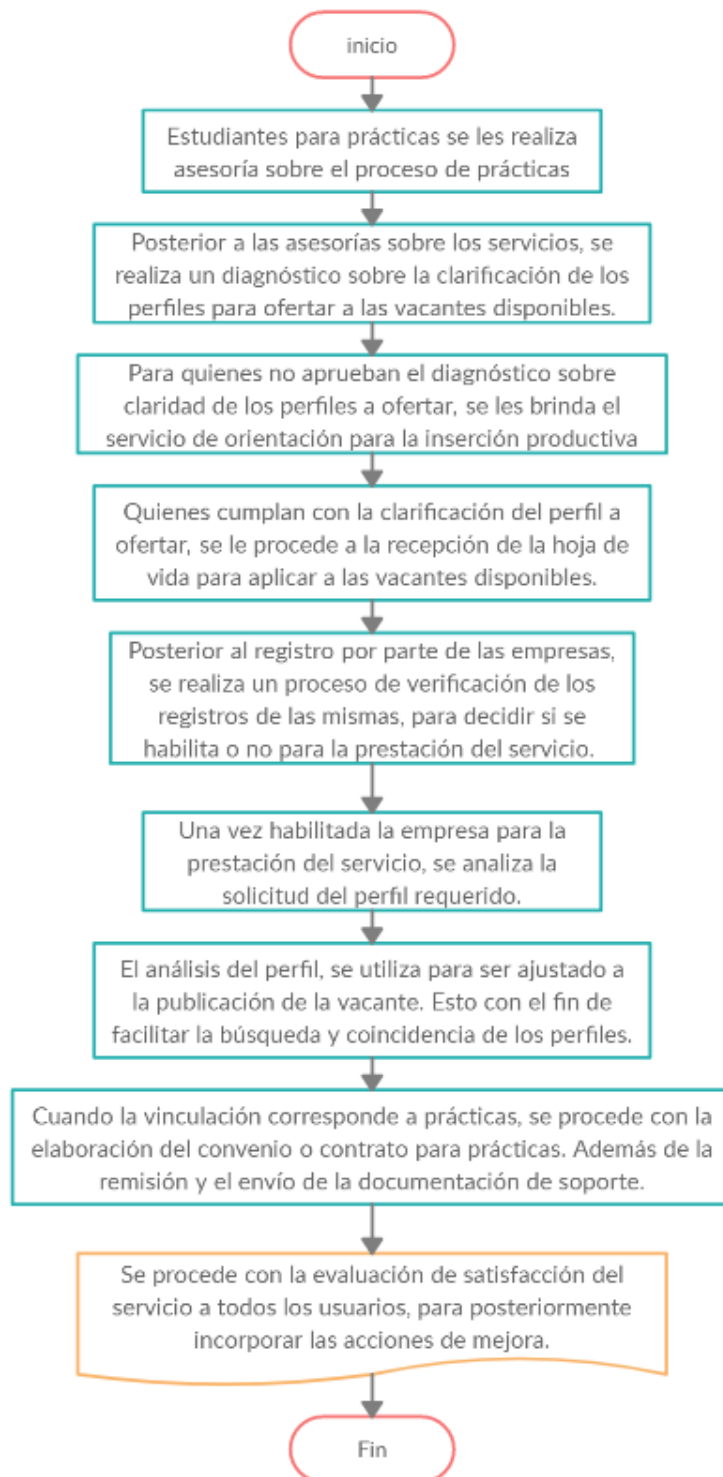 inicio
Estudiantes para prácticas se les realiza
asesoría sobre el proceso de prácticas
Posterior a las asesorías sobre los servicios, se
realiza un diagnóstico sobre la clarificación de los
perfiles para ofertar a las vacantes disponibles.
Para quienes no aprueban el diagnóstico sobre
claridad de los perfiles a ofertar, se les brinda el
servicio de orientación para la inserción productiva
Quienes cumplan con la clarificación del perfil a
ofertar, se le procede a la recepción de la hoja de
vida para aplicar a las vacantes disponibles.
Posterior al registro por parte de las empresas,
se realiza un proceso de verificación de los
registros de las mismas, para decidir si se
habilita o no para la prestación del servicio.
Una vez habilitada la empresa para la
prestación del servicio, se analiza la
solicitud del perfil requerido.
El análisis del perfil, se utiliza para ser ajustado a
la publicación de la vacante. Esto con el fin de
facilitar la búsqueda y coincidencia de los perfiles.
Cuando la vinculación corresponde a prácticas, se procede con la
elaboración del convenio o contrato para prácticas. Además de la
remisión y el envío de la documentación de soporte.
Se procede con la evaluación de satisfacción del
servicio a todos los usuarios, para posteriormente
incorporar las acciones de mejora.
Fin